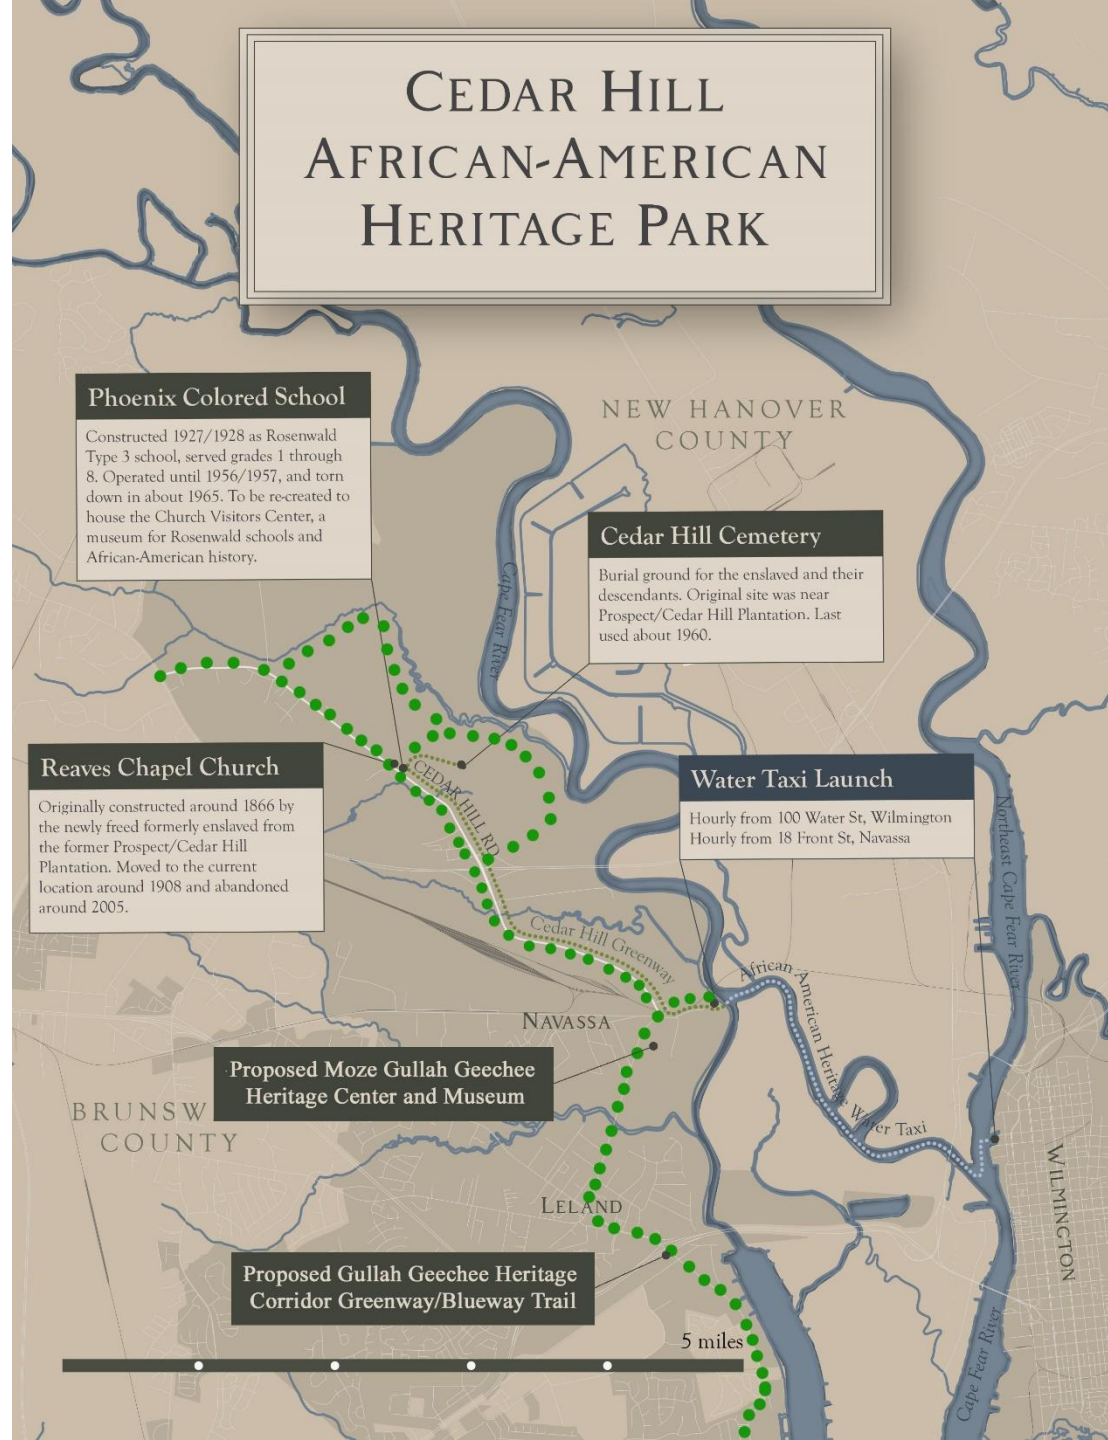 CEDAR HILL
AFRICAN-AMERICAN
HERITAGE PARK
Phoenix Colored School
Constructed 1927/1928 as Rosenwald
Type 3 school, served grades 1 through
8. Operated until 1956/1957, and torn
down in about 1965. To be re-created to
house the Church Visitors Center, a
museum for Rosenwald schools and
African-American history.
NEW HANOVER
COUNTY
Cedar Hill Cemetery
Burial ground for the enslaved and their
descendants. Original site was near
Prospect/Cedar Hill Plantation. Last
used about 1960.
Cape Fear River
Reaves Chapel Church
Originally constructed around 1866 by
the newly freed formerly enslaved from
the former Prospect/Cedar Hill
Plantation. Moved to the current
location around 1908 and abandoned
around 2005.
CEDAR HILL RD
Water Taxi Launch
Hourly from 100 Water St, Wilmington
Hourly from 18 Front St, Navassa
Northeast Cape Fear River
Cedar Hill Greenway
African American Heritage Water Taxi
NAVASSA
Proposed Moze Gullah Geechee
Heritage Center and Museum
BRUNSW
COUNTY
LELAND
WILMINGTON
Proposed Gullah Geechee Heritage
Corridor Greenway/Blueway Trail
5 miles
Cape Fear River